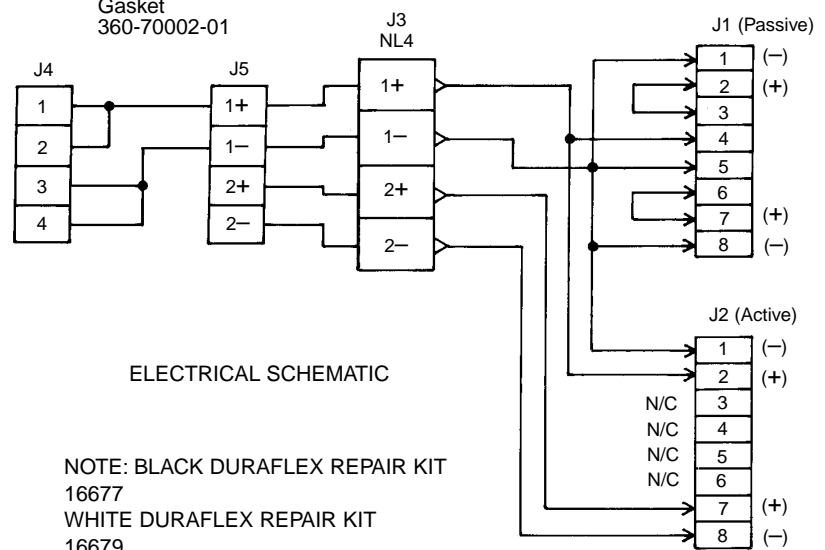 Gasket
360-70002-01
J4
1
2
3
4
J5
1+
1–
2+
2–
J3
NL4
1+
1–
2+
2–
J1 (Passive)
1 (–)
2 (+)
3
4
5
6
7 (+)
8 (–)
J2 (Active)
1 (–)
2 (+)
N/C 3
N/C 4
N/C 5
N/C 6
7 (+)
8 (–)
ELECTRICAL SCHEMATIC
NOTE: BLACK DURAFLEX REPAIR KIT
16677
WHITE DURAFLEX REPAIR KIT
16679